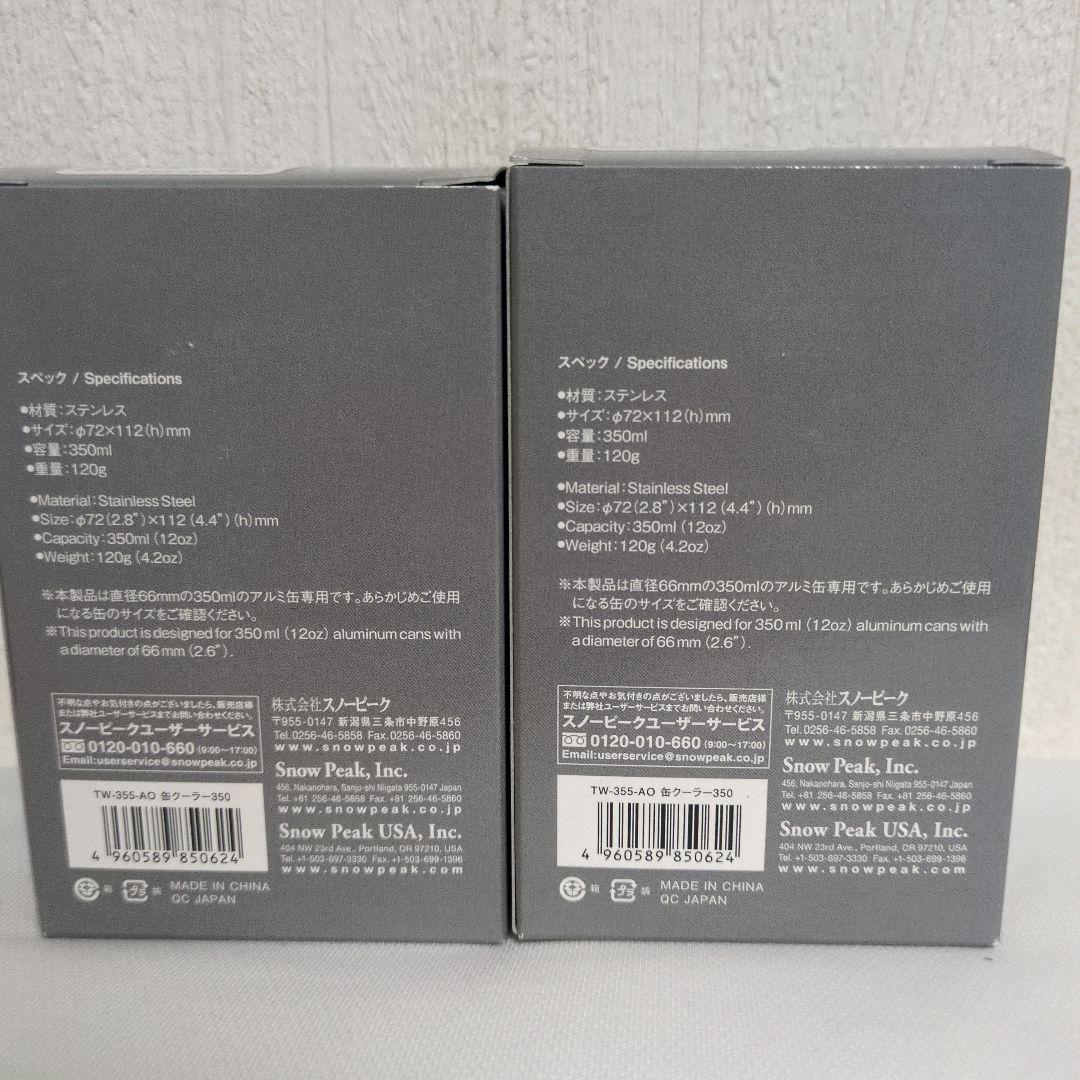 スペック / Specifications
●材質：ステンレス
●サイズ：φ72×112(h)mm
●容量：350ml
●重量：120g
●Material：Stainless Steel
●Size：φ72(2.8")×112 (4.4") (h)mm
●Capacity：350ml (12oz)
●Weight：120g (4.2oz)
※本製品は直径66mmの350mlのアルミ缶専用です。あらかじめご使用
になる缶のサイズをご確認ください。
※This product is designed for 350 ml (12oz) aluminum cans with
a diameter of 66 mm (2.6").
不明な点やお気付きの点がございましたら、販売店様
または弊社ユーザーサービスまでお問い合わせください。
スノーピークユーザーサービス
0120-010-660 (9:00〜17:00)
Email:userservice@snowpeak.co.jp
TW-355-AO 缶クーラー350
4 960589 850624
箱 プラ 袋
MADE IN CHINA
QC JAPAN
株式会社スノーピーク
〒955-0147 新潟県三条市中野原456
Tel.0256-46-5858 Fax.0256-46-5860
www.snowpeak.co.jp
Snow Peak, Inc.
456, Nakanohara, Sanjo-shi Niigata 955-0147 Japan
Tel. +81 256-46-5858 Fax. +81 256-46-5860
www.snowpeak.co.jp
Snow Peak USA, Inc.
404 NW 23rd Ave., Portland, OR 97210, USA
Tel. +1-503-697-3330 Fax. +1-503-699-1396
www.snowpeak.com
スペック / Specifications
●材質：ステンレス
●サイズ：φ72×112(h)mm
●容量：350ml
●重量：120g
●Material：Stainless Steel
●Size：φ72(2.8")×112 (4.4") (h)mm
●Capacity：350ml (12oz)
●Weight：120g (4.2oz)
※本製品は直径66mmの350mlのアルミ缶専用です。あらかじめご使用
になる缶のサイズをご確認ください。
※This product is designed for 350 ml (12oz) aluminum cans with
a diameter of 66 mm (2.6").
不明な点やお気付きの点がございましたら、販売店様
または弊社ユーザーサービスまでお問い合わせください。
スノーピークユーザーサービス
0120-010-660 (9:00〜17:00)
Email:userservice@snowpeak.co.jp
TW-355-AO 缶クーラー350
4 960589 850624
箱 プラ 袋
MADE IN CHINA
QC JAPAN
株式会社スノーピーク
〒955-0147 新潟県三条市中野原456
Tel.0256-46-5858 Fax.0256-46-5860
www.snowpeak.co.jp
Snow Peak, Inc.
456, Nakanohara, Sanjo-shi Niigata 955-0147 Japan
Tel. +81 256-46-5858 Fax. +81 256-46-5860
www.snowpeak.co.jp
Snow Peak USA, Inc.
404 NW 23rd Ave., Portland, OR 97210, USA
Tel. +1-503-697-3330 Fax. +1-503-699-1396
www.snowpeak.com